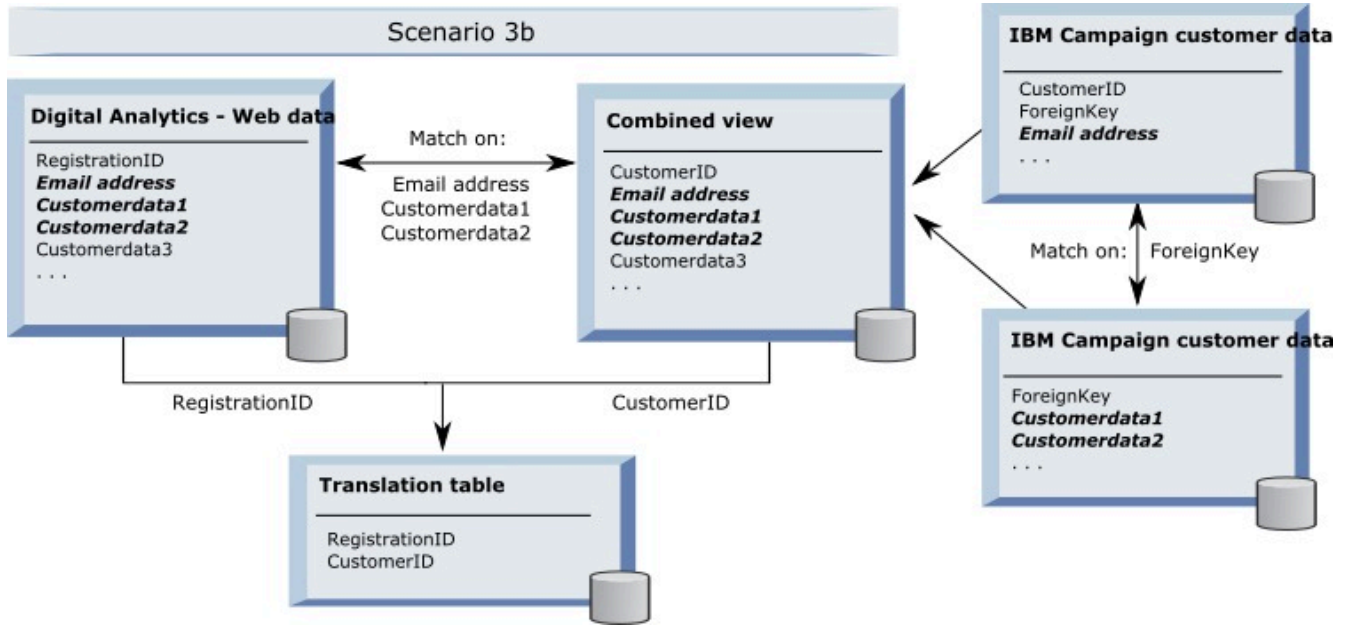 Scenario 3b
Digital Analytics - Web data
RegistrationID
Email address
Customerdata1
Customerdata2
Customerdata3
. . .
Match on:
Email address
Customerdata1
Customerdata2
Combined view
CustomerID
Email address
Customerdata1
Customerdata2
Customerdata3
. . .
IBM Campaign customer data
CustomerID
ForeignKey
Email address
. . .
Match on: ForeignKey
IBM Campaign customer data
ForeignKey
Customerdata1
Customerdata2
. . .
RegistrationID
CustomerID
Translation table
RegistrationID
CustomerID